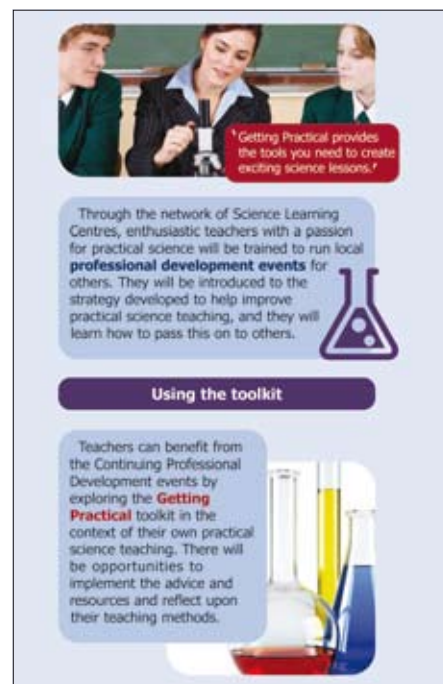 ‘Getting Practical provides
the tools you need to create
exciting science lessons.’
Through the network of Science Learning
Centres, enthusiastic teachers with a passion
for practical science will be trained to run local
professional development events for
others. They will be introduced to the
strategy developed to help improve
practical science teaching, and they will
learn how to pass this on to others.
Using the toolkit
Teachers can benefit from
the Continuing Professional
Development events by
exploring the Getting
Practical toolkit in the
context of their own practical
science teaching. There will
be opportunities to
implement the advice and
resources and reflect upon
their teaching methods.